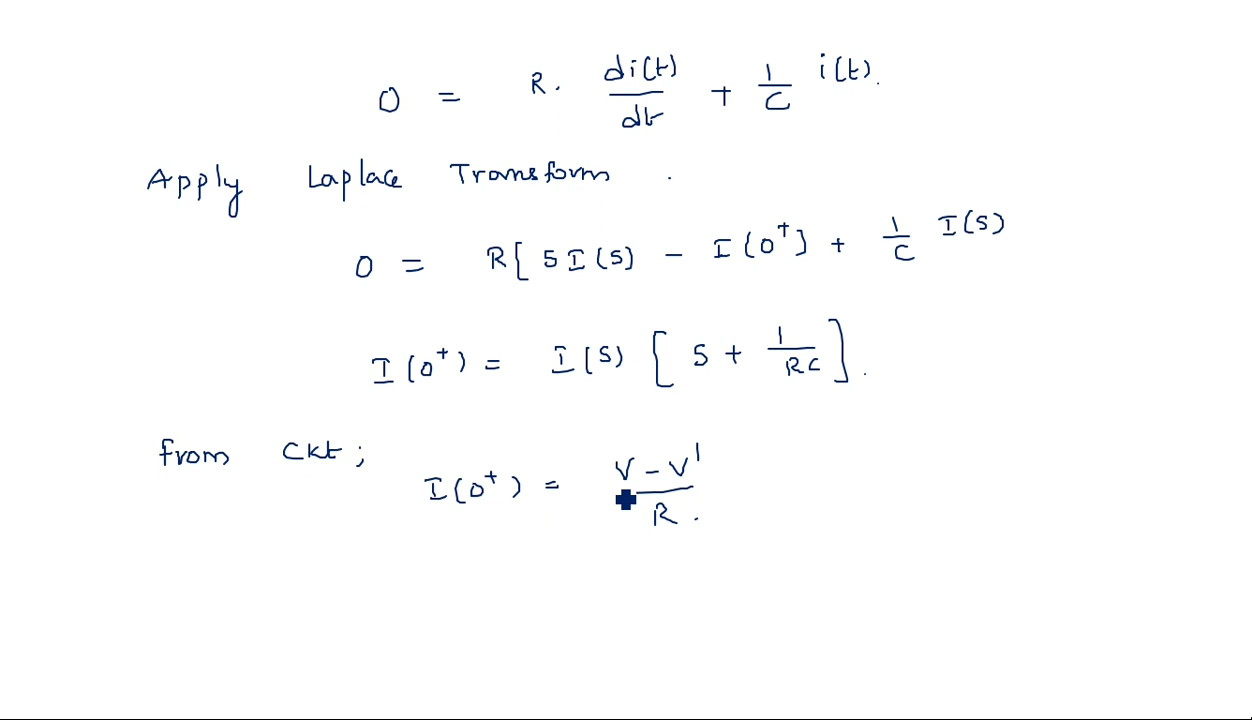 0 = R. di(t)/dt + 1/C i(t).
Apply Laplace Transform .
0 = R[ SI(S) - I(0⁺] + 1/C I(S)
I(0⁺) = I(S) [ S + 1/RC ].
from Ckt;
I(0⁺) = V-V'/R.